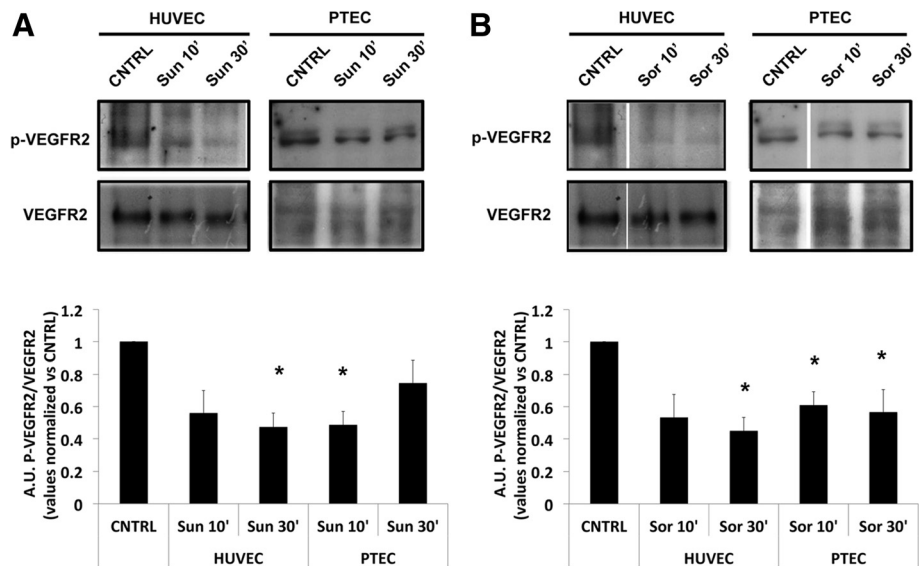 A
HUVEC PTEC
CNTRL Sun 10' Sun 30' CNTRL Sun 10' Sun 30'
p-VEGFR2
VEGFR2
A.U. P-VEGFR2/VEGFR2
(values normalized vs CNTRL)
1.2
1
0.8
0.6
0.4
0.2
0
* *
CNTRL Sun 10' Sun 30' Sun 10' Sun 30'
HUVEC PTEC
B
HUVEC PTEC
CNTRL Sor 10' Sor 30' CNTRL Sor 10' Sor 30'
p-VEGFR2
VEGFR2
A.U. P-VEGFR2/VEGFR2
(values normalized vs CNTRL)
1.2
1
0.8
0.6
0.4
0.2
0
* * *
CNTRL Sor 10' Sor 30' Sor 10' Sor 30'
HUVEC PTEC